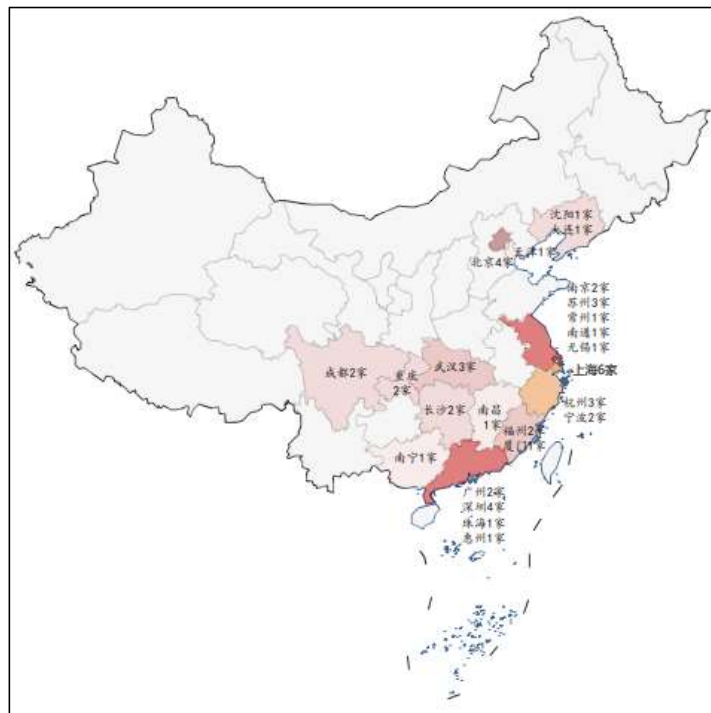 沈阳1家
大连1家
天津1家
北京4家
南京2家
苏州3家
常州1家
南通1家
无锡1家
上海6家
成都2家
重庆
2家
武汉3家
杭州3家
宁波2家
长沙2家
南昌
1家
福州2家
厦门1家
南宁1家
广州2家
深圳4家
珠海1家
惠州1家